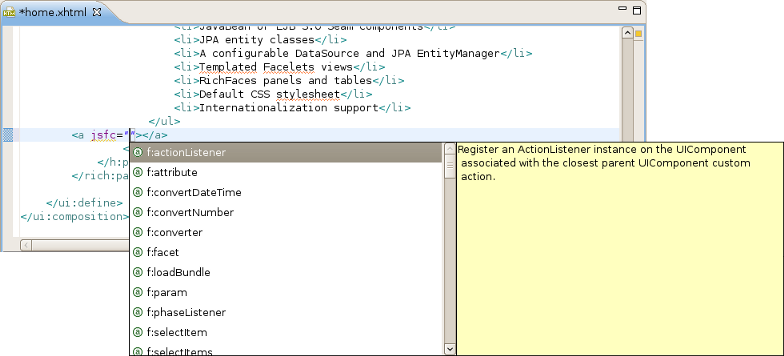 *home.xhtml
<li>JavaBean or EJB 3.0 Seam components</li>
<li>JPA entity classes</li>
<li>A configurable DataSource and JPA EntityManager</li>
<li>Templated Facelets views</li>
<li>RichFaces panels and tables</li>
<li>Default CSS stylesheet</li>
<li>Internationalization support</li>
</ul>
<a jsfc=""></a>
<
</h:p
</rich:pa
</ui:define>
</ui:composition>
f:actionListener
f:attribute
f:convertDateTime
f:convertNumber
f:converter
f:facet
f:loadBundle
f:param
f:phaseListener
f:selectItem
f:selectItems
Register an ActionListener instance on the UIComponent
associated with the closest parent UIComponent custom
action.